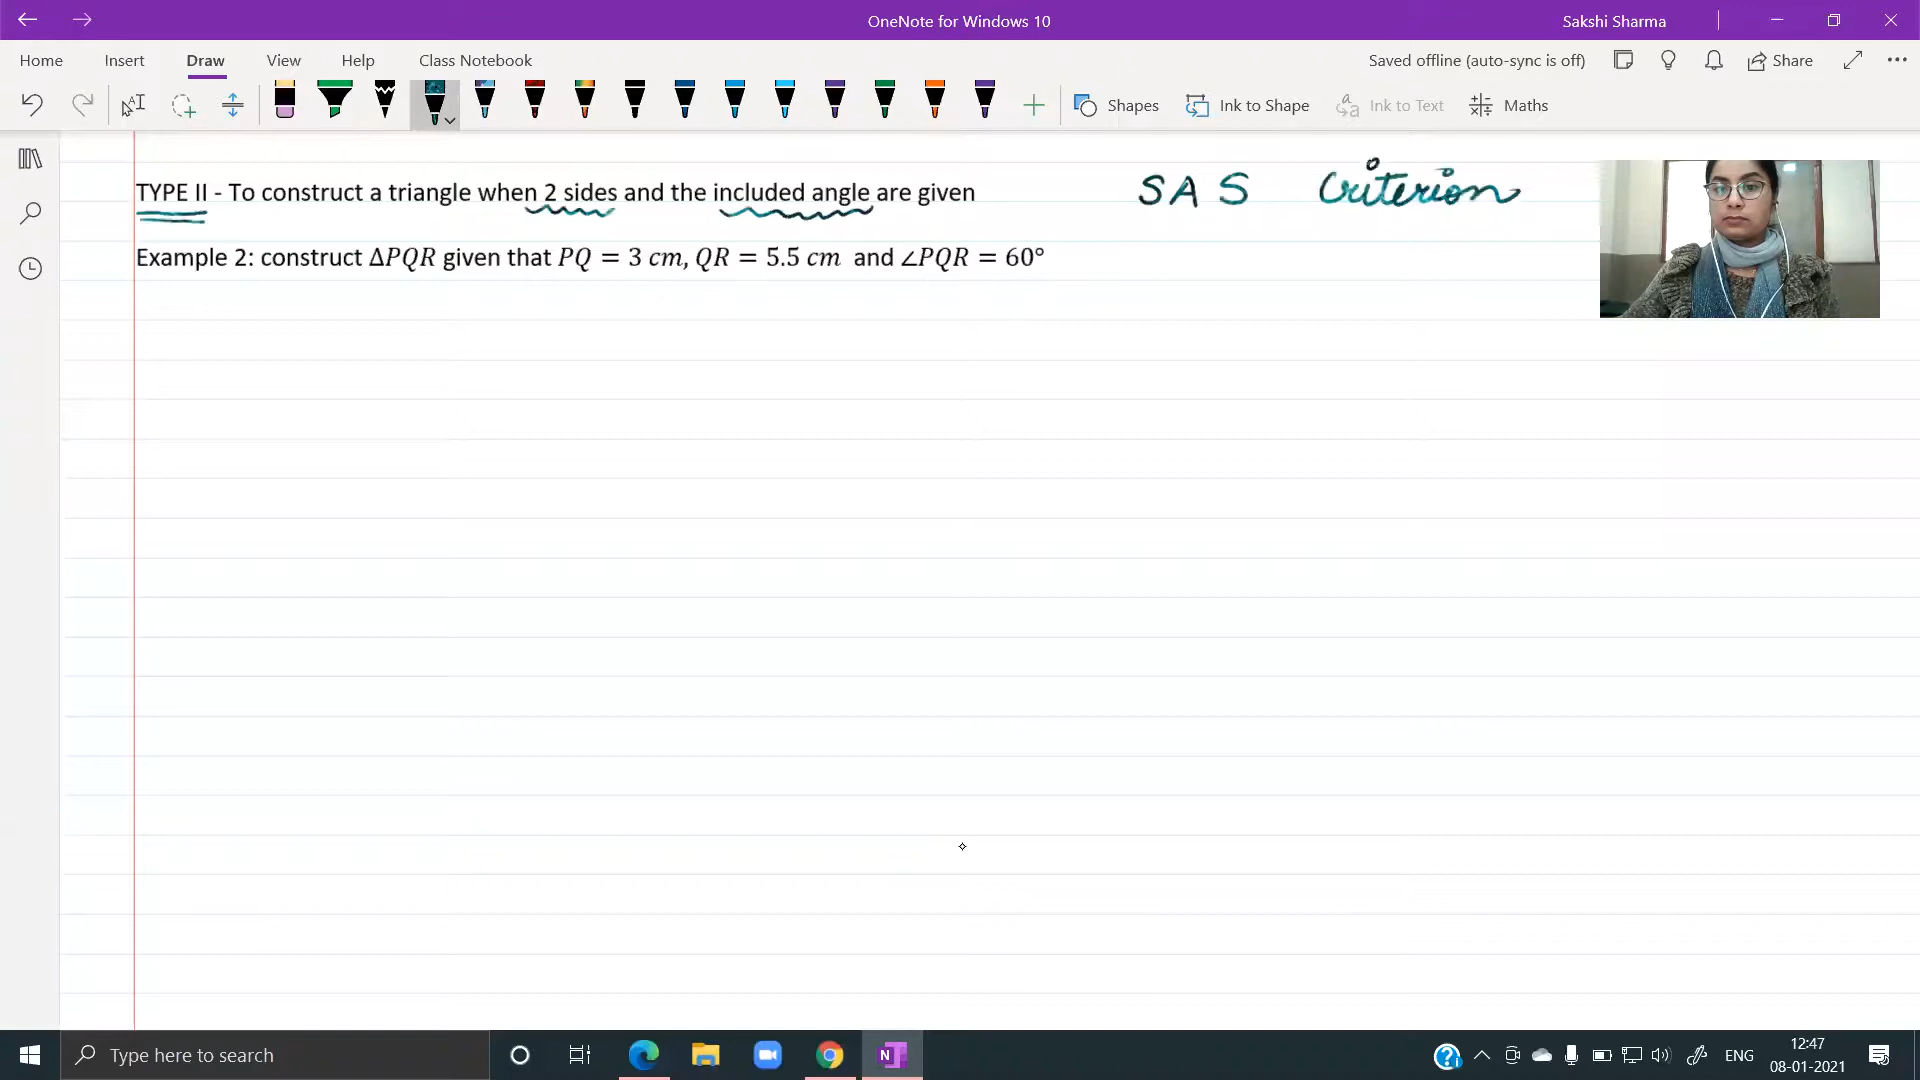 OneNote for Windows 10
Sakshi Sharma
Home Insert Draw View Help Class Notebook
Saved offline (auto-sync is off) Share
Shapes Ink to Shape Ink to Text Maths
TYPE II - To construct a triangle when 2 sides and the included angle are given
SAS Criterion
Example 2: construct ΔPQR given that PQ = 3 cm, QR = 5.5 cm and ∠PQR = 60°
Type here to search
ENG
12:47
08-01-2021